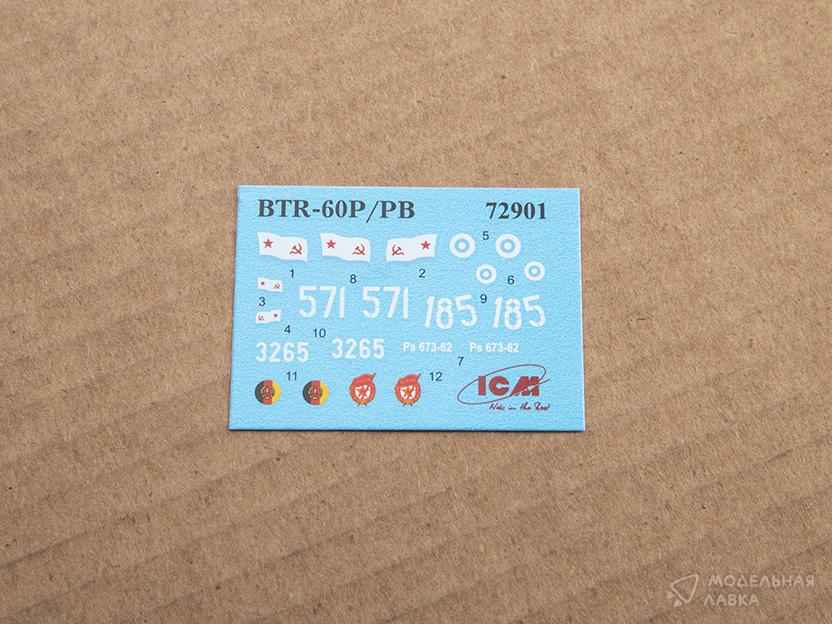 BTR-60P/PB 72901
5
1 8 2 6
3 571 571 185 9 185
4 10
3265 3265 Ps 673-62 Ps 673-62
7
11 12 ICM
МОДЕЛЬНАЯ
ЛАВКА